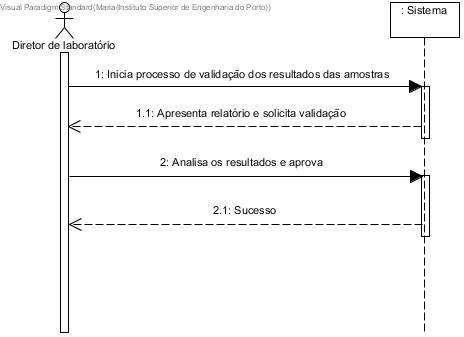 Visual Paradigm Standard(Maria(Instituto Superior de Engenharia do Porto))
: Sistema
Diretor de laboratório
1: Inicia processo de validação dos resultados das amostras
1.1: Apresenta relatório e solicita validação
2: Analisa os resultados e aprova
2.1: Sucesso